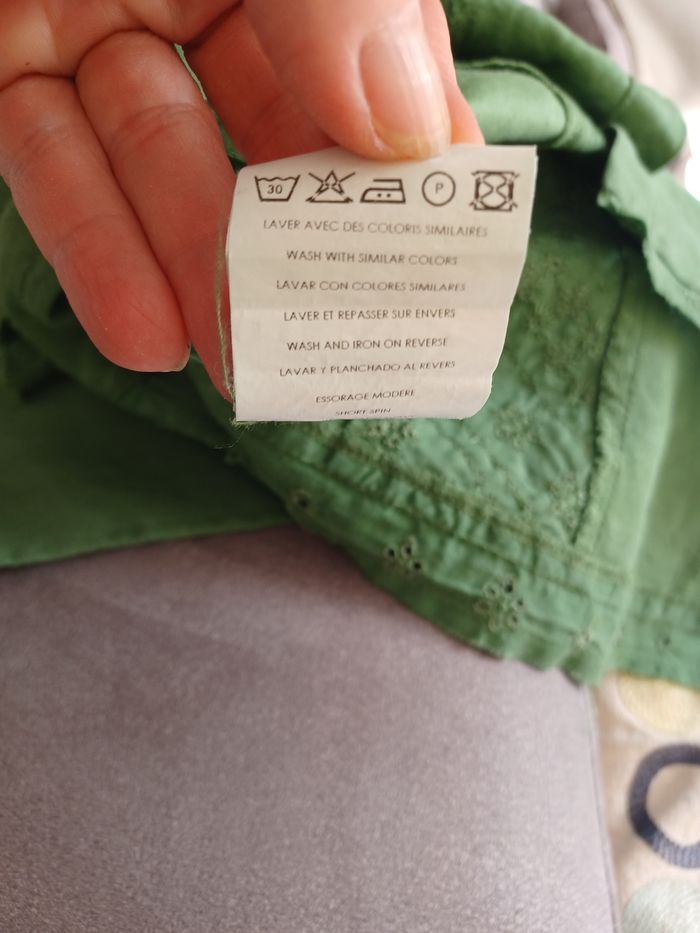 30 P
LAVER AVEC DES COLORIS SIMILAIRES
WASH WITH SIMILAR COLORS
LAVAR CON COLORES SIMILARES
LAVER ET REPASSER SUR ENVERS
WASH AND IRON ON REVERSE
LAVAR Y PLANCHADO AL REVERS
ESSORAGE MODERE
SHORT SPIN